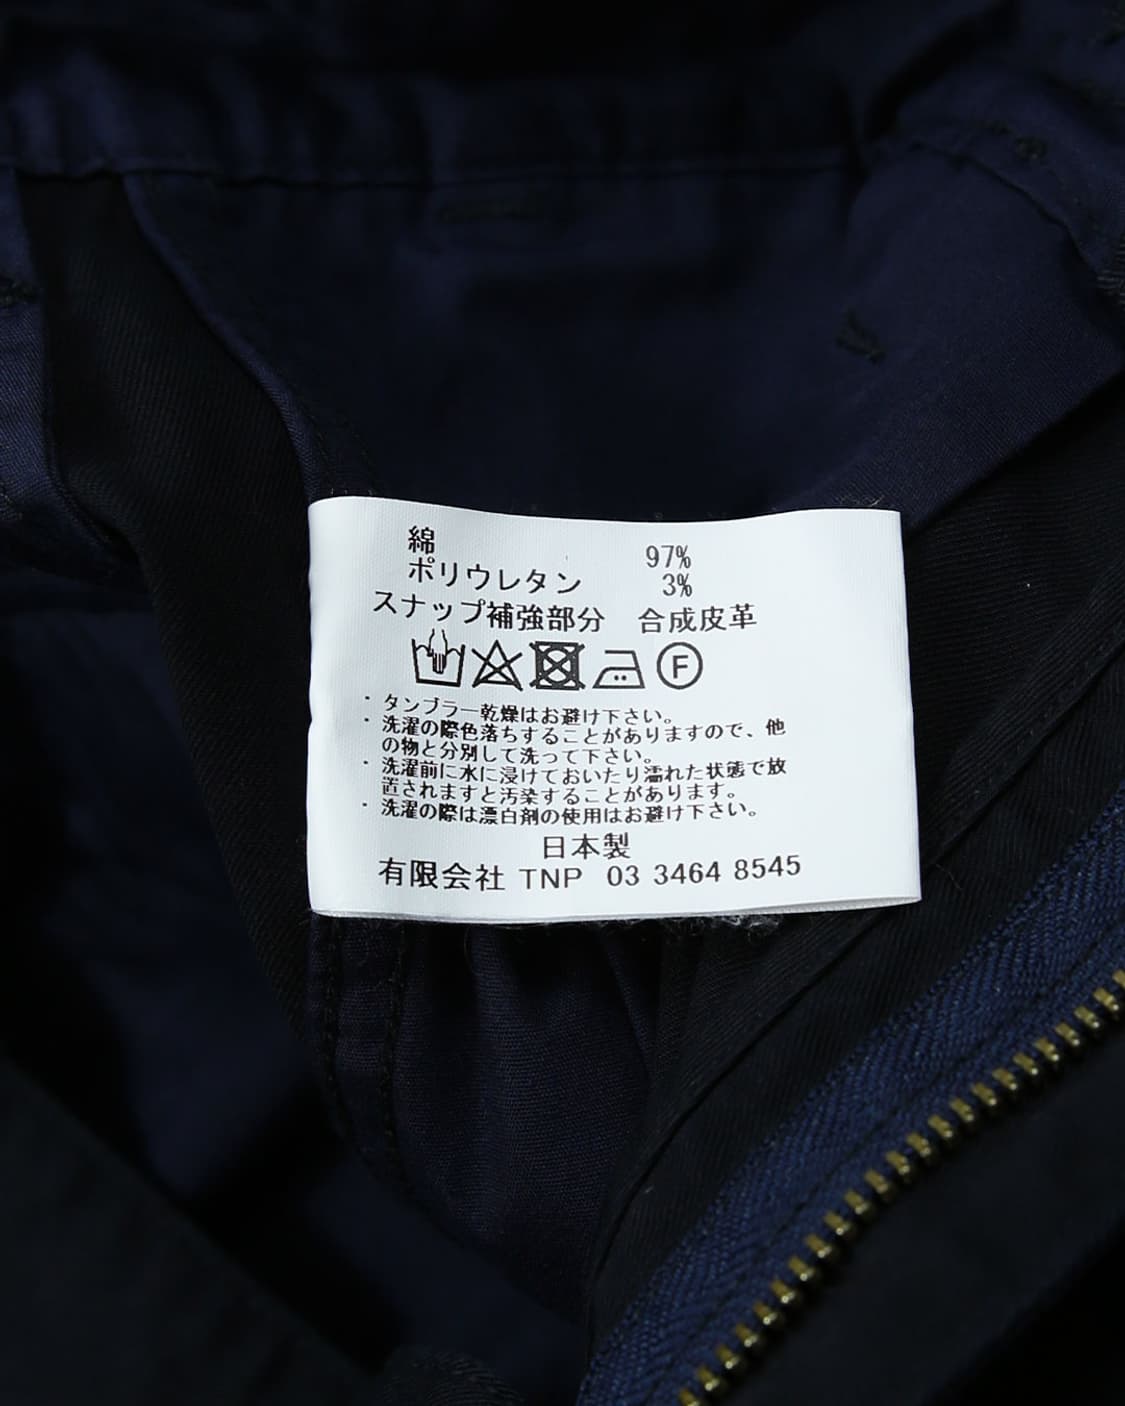 綿 97%
ポリウレタン 3%
スナップ補強部分 合成皮革
F
・タンブラー乾燥はお避け下さい。
・洗濯の際色落ちすることがありますので、他
の物と分別して洗って下さい。
・洗濯前に水に浸けておいたり濡れた状態で放
置されますと汚染することがあります。
・洗濯の際は漂白剤の使用はお避け下さい。
日本製
有限会社 TNP 03 3464 8545